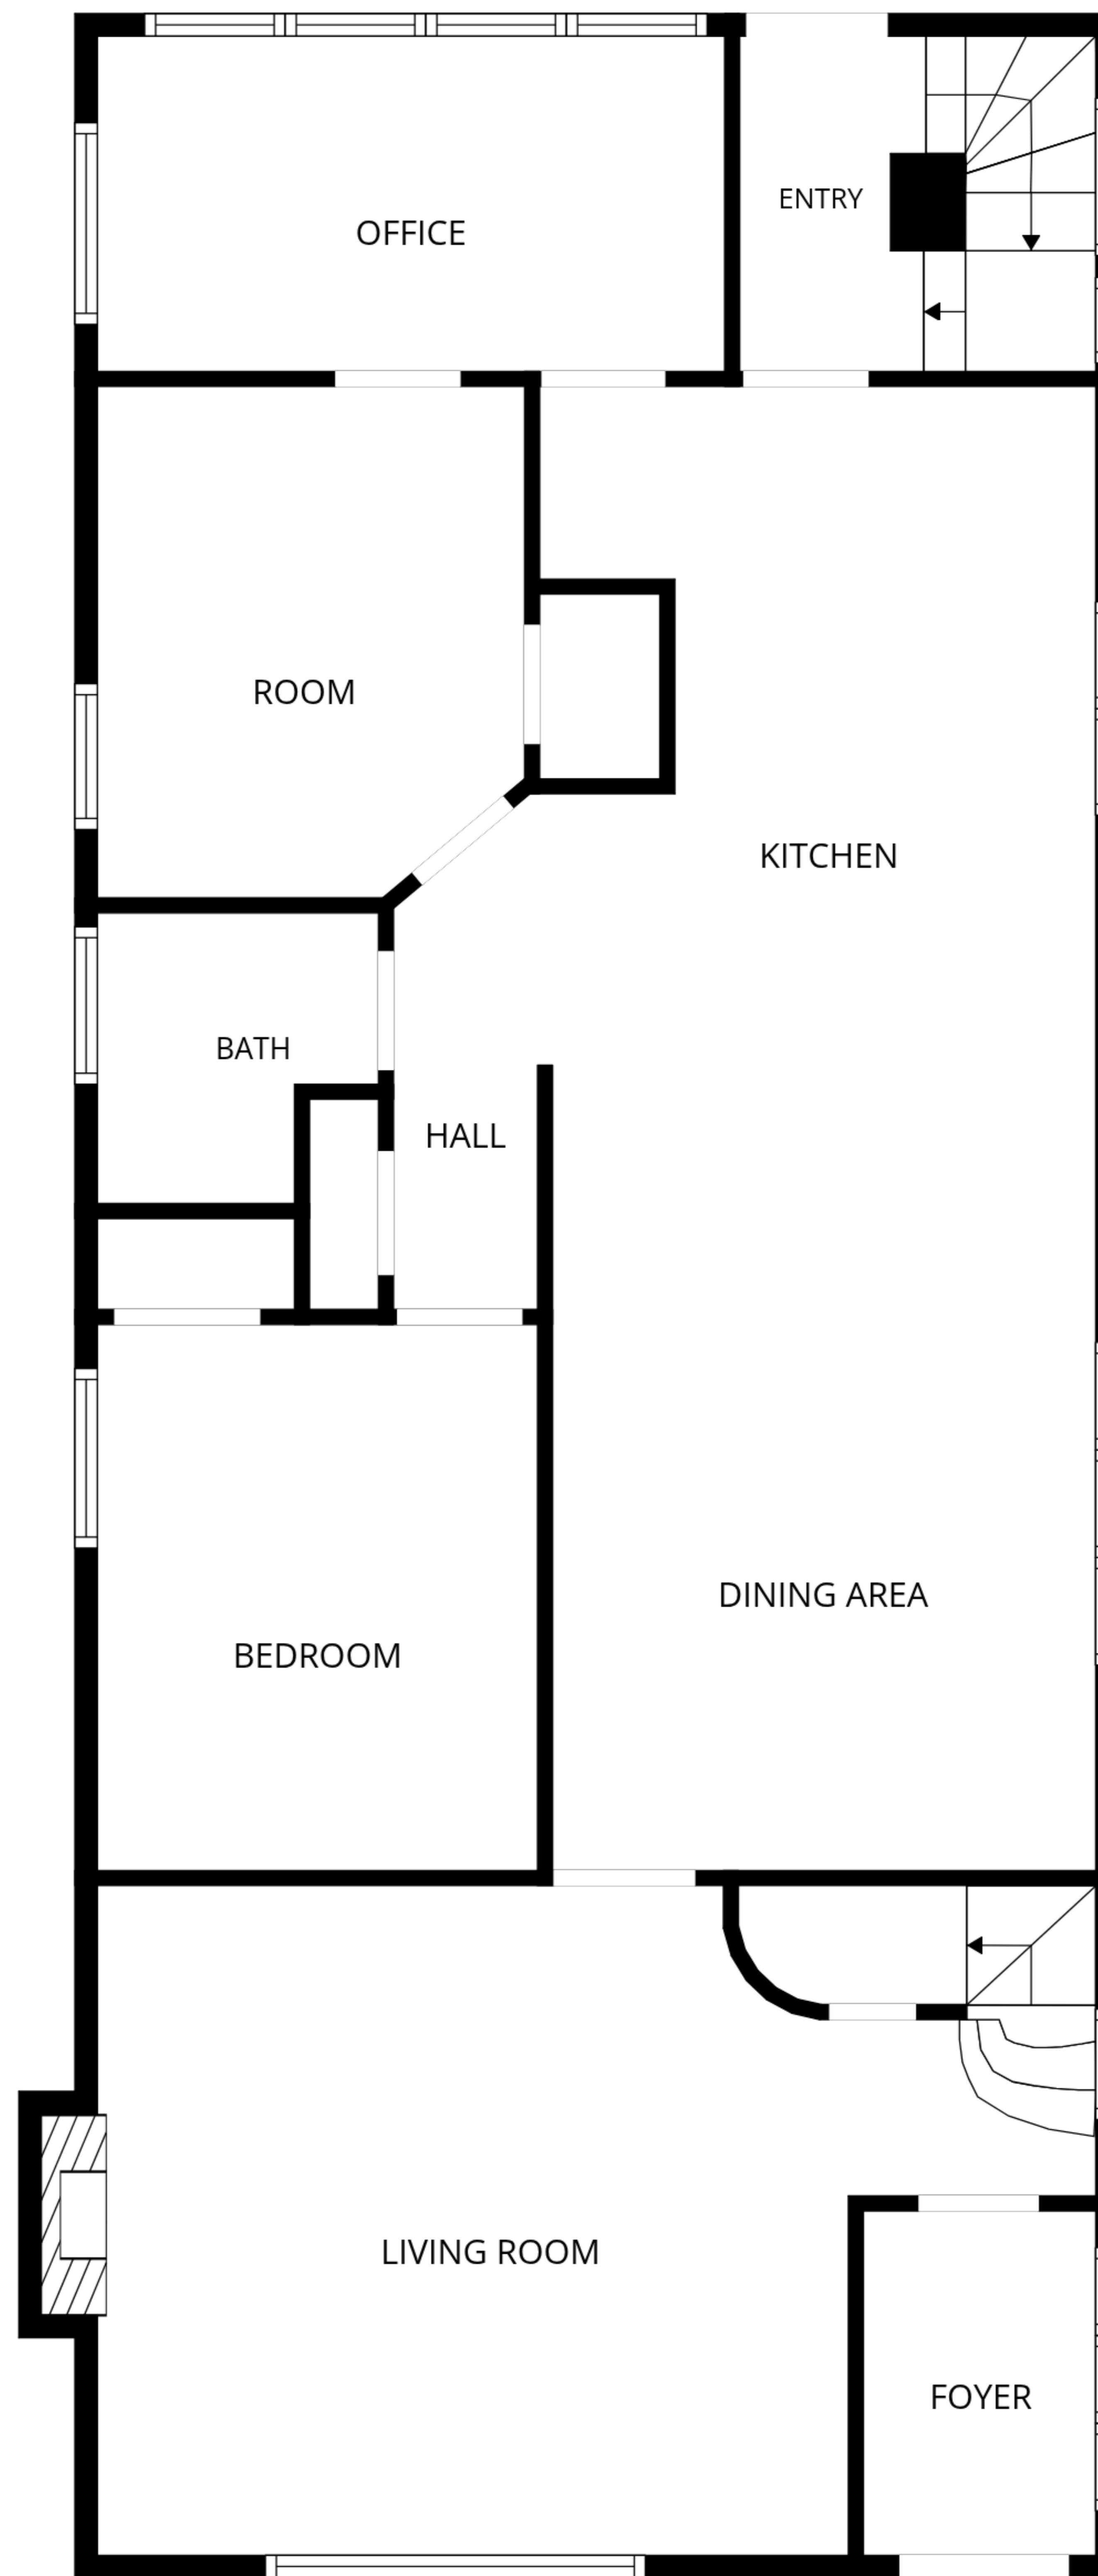 ENTRY
OFFICE
ROOM
KITCHEN
BATH
HALL
DINING AREA
BEDROOM
LIVING ROOM
FOYER